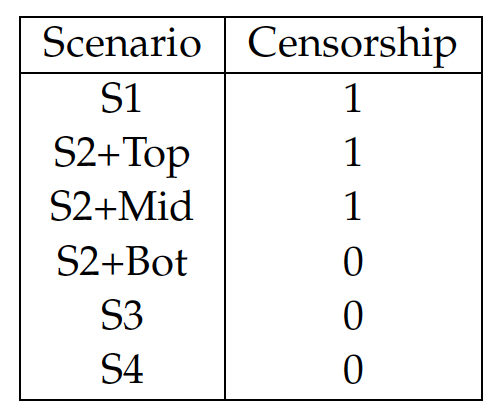 Scenario Censorship
S1 1
S2+Top 1
S2+Mid 1
S2+Bot 0
S3 0
S4 0